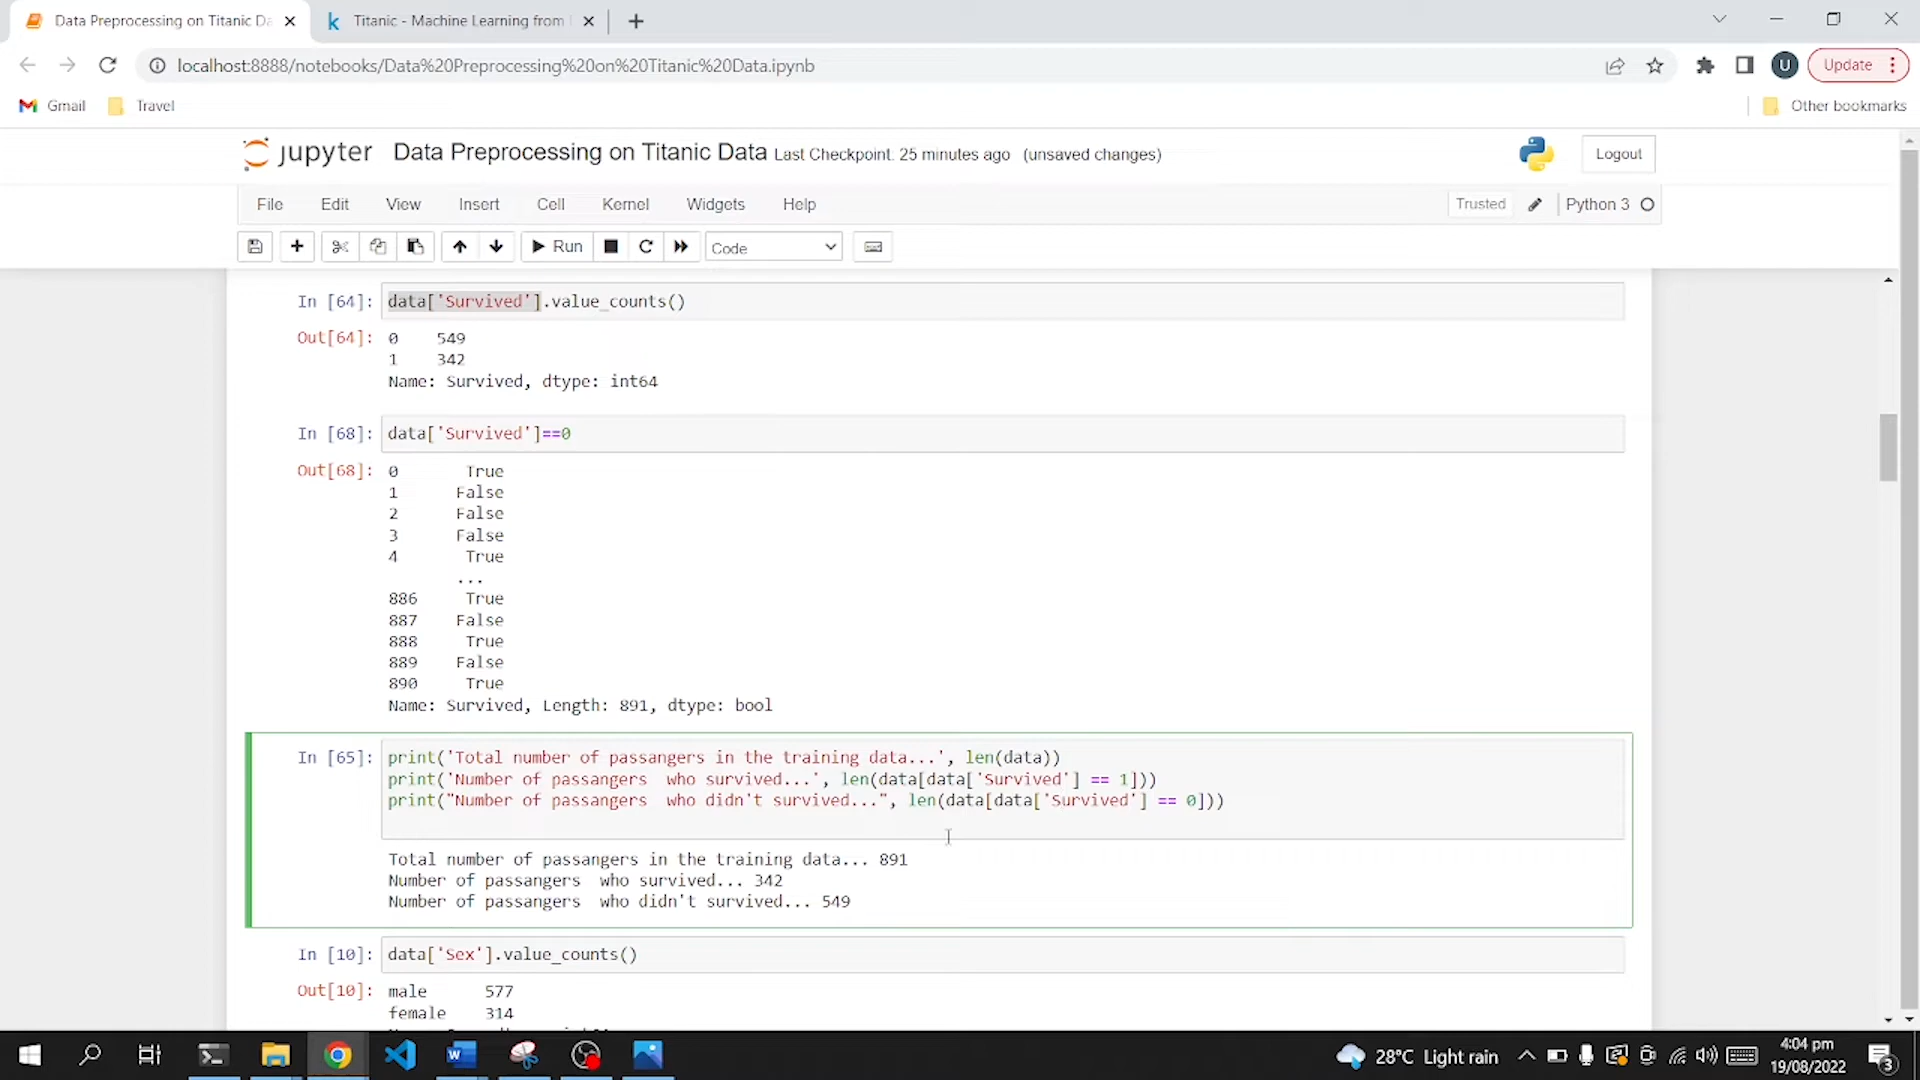 Data Preprocessing on Titanic Da
Titanic - Machine Learning from
localhost:8888/notebooks/Data%20Preprocessing%20on%20Titanic%20Data.ipynb
U
Update
Gmail
Travel
Other bookmarks
jupyter Data Preprocessing on Titanic Data Last Checkpoint. 25 minutes ago (unsaved changes)
Logout
File Edit View Insert Cell Kernel Widgets Help
Trusted
Python 3
Run
Code
In [64]: data['Survived'].value_counts()
Out[64]: 0 549
1 342
Name: Survived, dtype: int64
In [68]: data['Survived']==0
Out[68]: 0 True
1 False
2 False
3 False
4 True
...
886 True
887 False
888 True
889 False
890 True
Name: Survived, Length: 891, dtype: bool
In [65]: print('Total number of passangers in the training data...', len(data))
print('Number of passangers  who survived...', len(data[data['Survived'] == 1]))
print("Number of passangers  who didn't survived...", len(data[data['Survived'] == 0]))
Total number of passangers in the training data... 891
Number of passangers  who survived... 342
Number of passangers  who didn't survived... 549
In [10]: data['Sex'].value_counts()
Out[10]: male 577
female 314
28°C Light rain
4:04 pm
19/08/2022
3